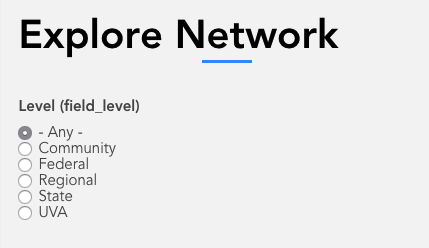 Explore Network
Level (field_level)
- Any -
Community
Federal
Regional
State
UVA